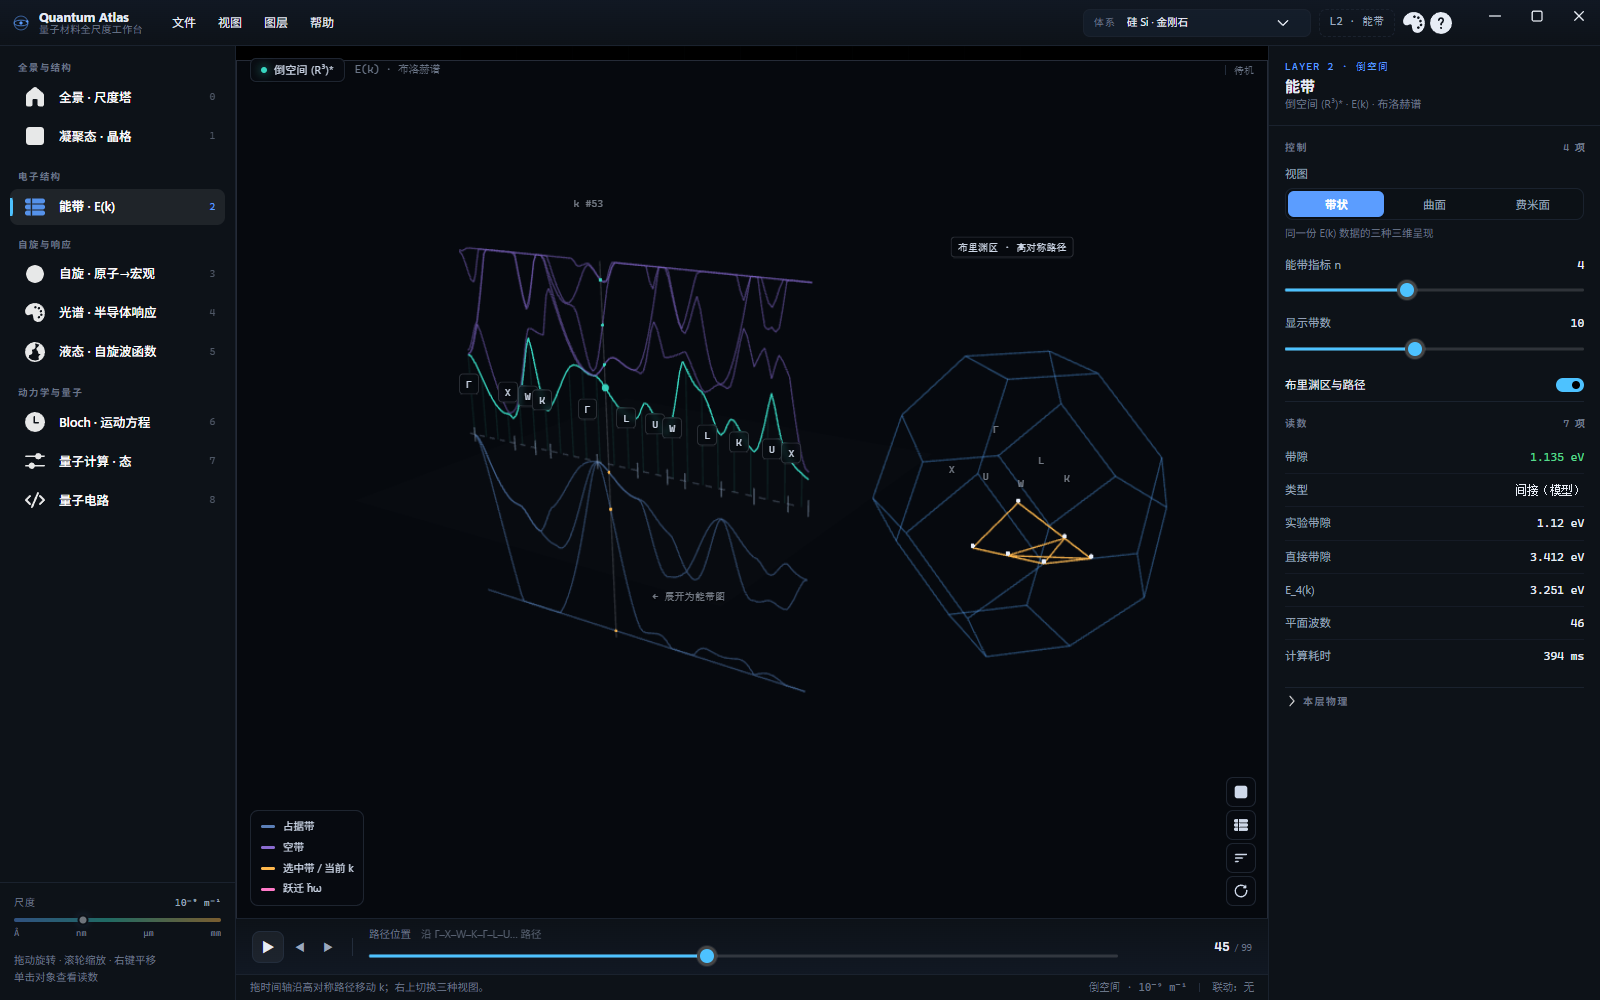 Quantum Atlas
量子材料全尺度工作台
文件 视图 图层 帮助
体系 硅 Si · 金刚石
L2 · 能带
全景与结构
全景 · 尺度塔 0
凝聚态 · 晶格 1
电子结构
能带 · E(k) 2
自旋与响应
自旋 · 原子→宏观 3
光谱 · 半导体响应 4
液态 · 自旋波函数 5
动力学与量子
Bloch · 运动方程 6
量子计算 · 态 7
量子电路 8
尺度 10⁻⁹ m⁻¹
Å nm μm mm
拖动旋转 · 滚轮缩放 · 右键平移
单击对象查看读数
倒空间 (R³)* E(k) · 布洛赫谱
待机
k #53
布里渊区 · 高对称路径
Γ X W K Γ L U W L K U X
Γ X U W L K
← 展开为能带图
占据带
空带
选中带 / 当前 k
跃迁 ħω
路径位置 沿 Γ–X–W–K–Γ–L–U… 路径
45 / 99
拖时间轴沿高对称路径移动 k；右上切换三种视图。
倒空间 · 10⁻⁹ m⁻¹ 联动：无
LAYER 2 · 倒空间
能带
倒空间 (R³)* · E(k) · 布洛赫谱
控制 4 项
视图
带状 曲面 费米面
同一份 E(k) 数据的三种三维呈现
能带指标 n 4
显示带数 10
布里渊区与路径
读数 7 项
带隙 1.135 eV
类型 间接（模型）
实验带隙 1.12 eV
直接带隙 3.412 eV
E_4(k) 3.251 eV
平面波数 46
计算耗时 394 ms
本层物理